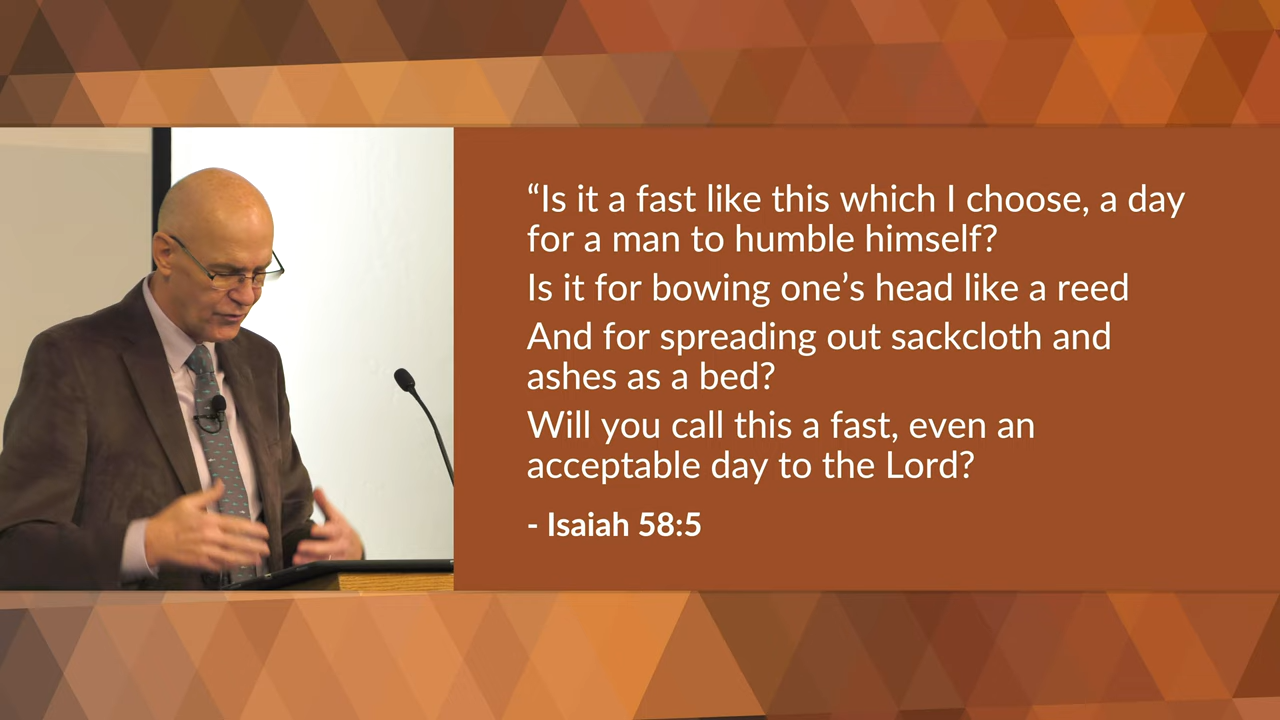 “Is it a fast like this which I choose, a day
for a man to humble himself?
Is it for bowing one’s head like a reed
And for spreading out sackcloth and
ashes as a bed?
Will you call this a fast, even an
acceptable day to the Lord?
- Isaiah 58:5